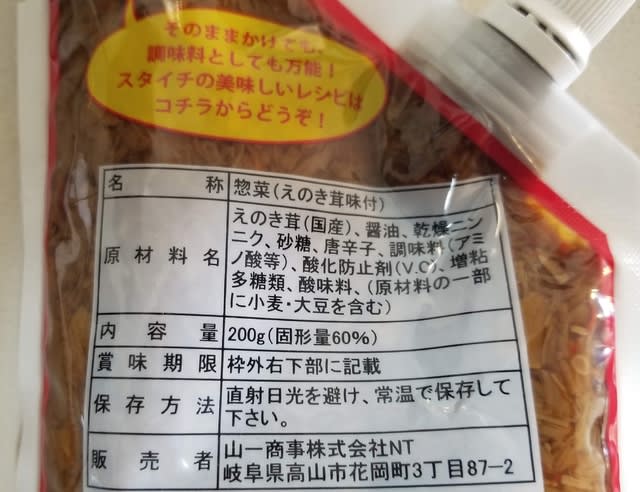 そのままかけても、
調味料としても万能!
スタイチの美味しいレシピは
コチラからどうぞ!
名称 惣菜(えのき茸味付)
原材料名 えのき茸(国産)、醤油、乾燥ニン
ニク、砂糖、唐辛子、調味料(アミ
ノ酸等)、酸化防止剤(V.C)、増粘
多糖類、酸味料、(原材料の一部
に小麦・大豆を含む)
内容量 200g(固形量60%)
賞味期限 枠外右下部に記載
保存方法 直射日光を避け、常温で保存して
下さい。
販売者 山一商事株式会社NT
岐阜県高山市花岡町3丁目87-2